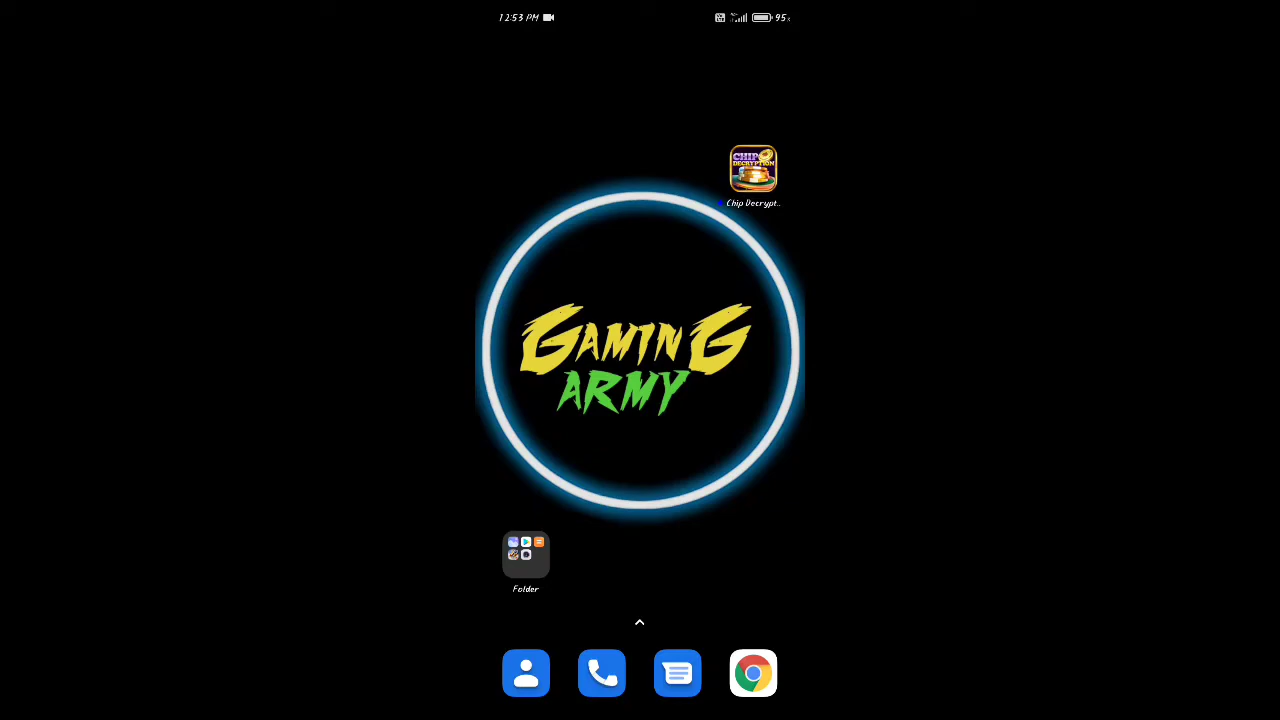 12:53 PM
95%
CHIP
DECRYPTION
Chip Decrypt..
GAMING
ARMY
Folder